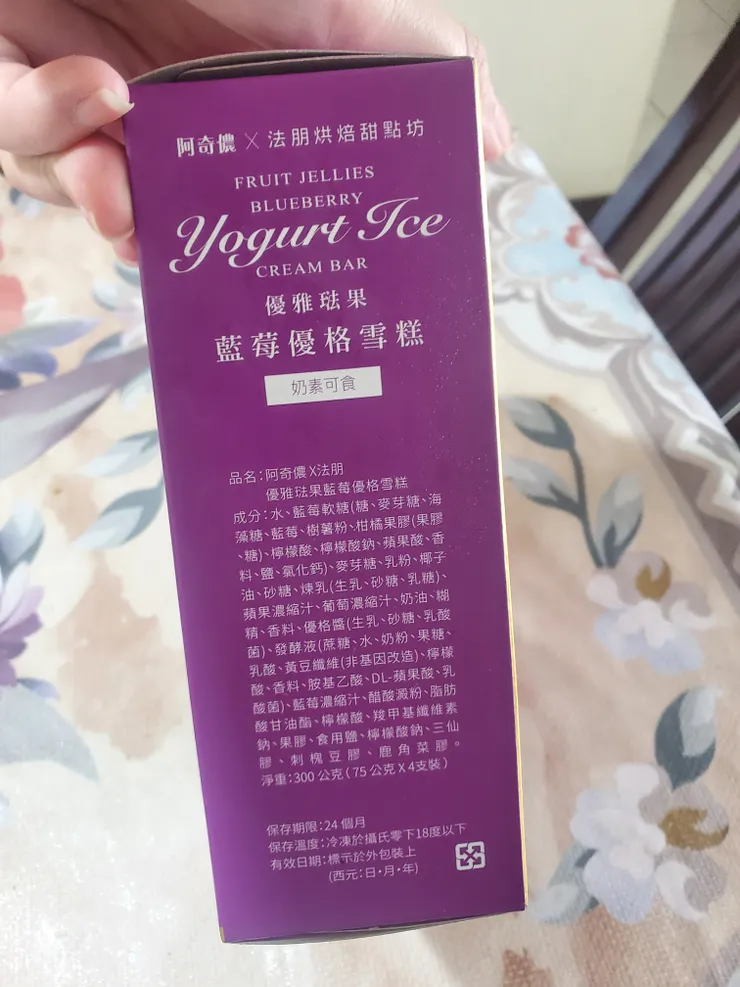 阿奇儂 X 法朋烘焙甜點坊
FRUIT JELLIES
BLUEBERRY
Yogurt Ice
CREAM BAR
優雅琺果
藍莓優格雪糕
奶素可食
品名：阿奇儂 X法朋
優雅琺果藍莓優格雪糕
成分：水、藍莓軟糖(糖、麥芽糖、海
藻糖、藍莓、樹薯粉、柑橘果膠(果膠
、糖)、檸檬酸、檸檬酸鈉、蘋果酸、香
料、鹽、氯化鈣)、麥芽糖、乳粉、椰子
油、砂糖、煉乳(生乳、砂糖、乳糖)、
蘋果濃縮汁、葡萄濃縮汁、奶油、糊
精、香料、優格醬(生乳、砂糖、乳酸
菌)、發酵液(蔗糖、水、奶粉、果糖、
乳酸、黃豆纖維(非基因改造)、檸檬
酸、香料、胺基乙酸、DL-蘋果酸、乳
酸菌)、藍莓濃縮汁、醋酸澱粉、脂肪
酸甘油酯、檸檬酸、羧甲基纖維素
鈉、果膠、食用鹽、檸檬酸鈉、三仙
膠、刺槐豆膠、鹿角菜膠。
淨重：300 公克（75 公克 X 4支裝）
保存期限：24 個月
保存溫度：冷凍於攝氏零下18度以下
有效日期：標示於外包裝上
(西元：日・月・年)